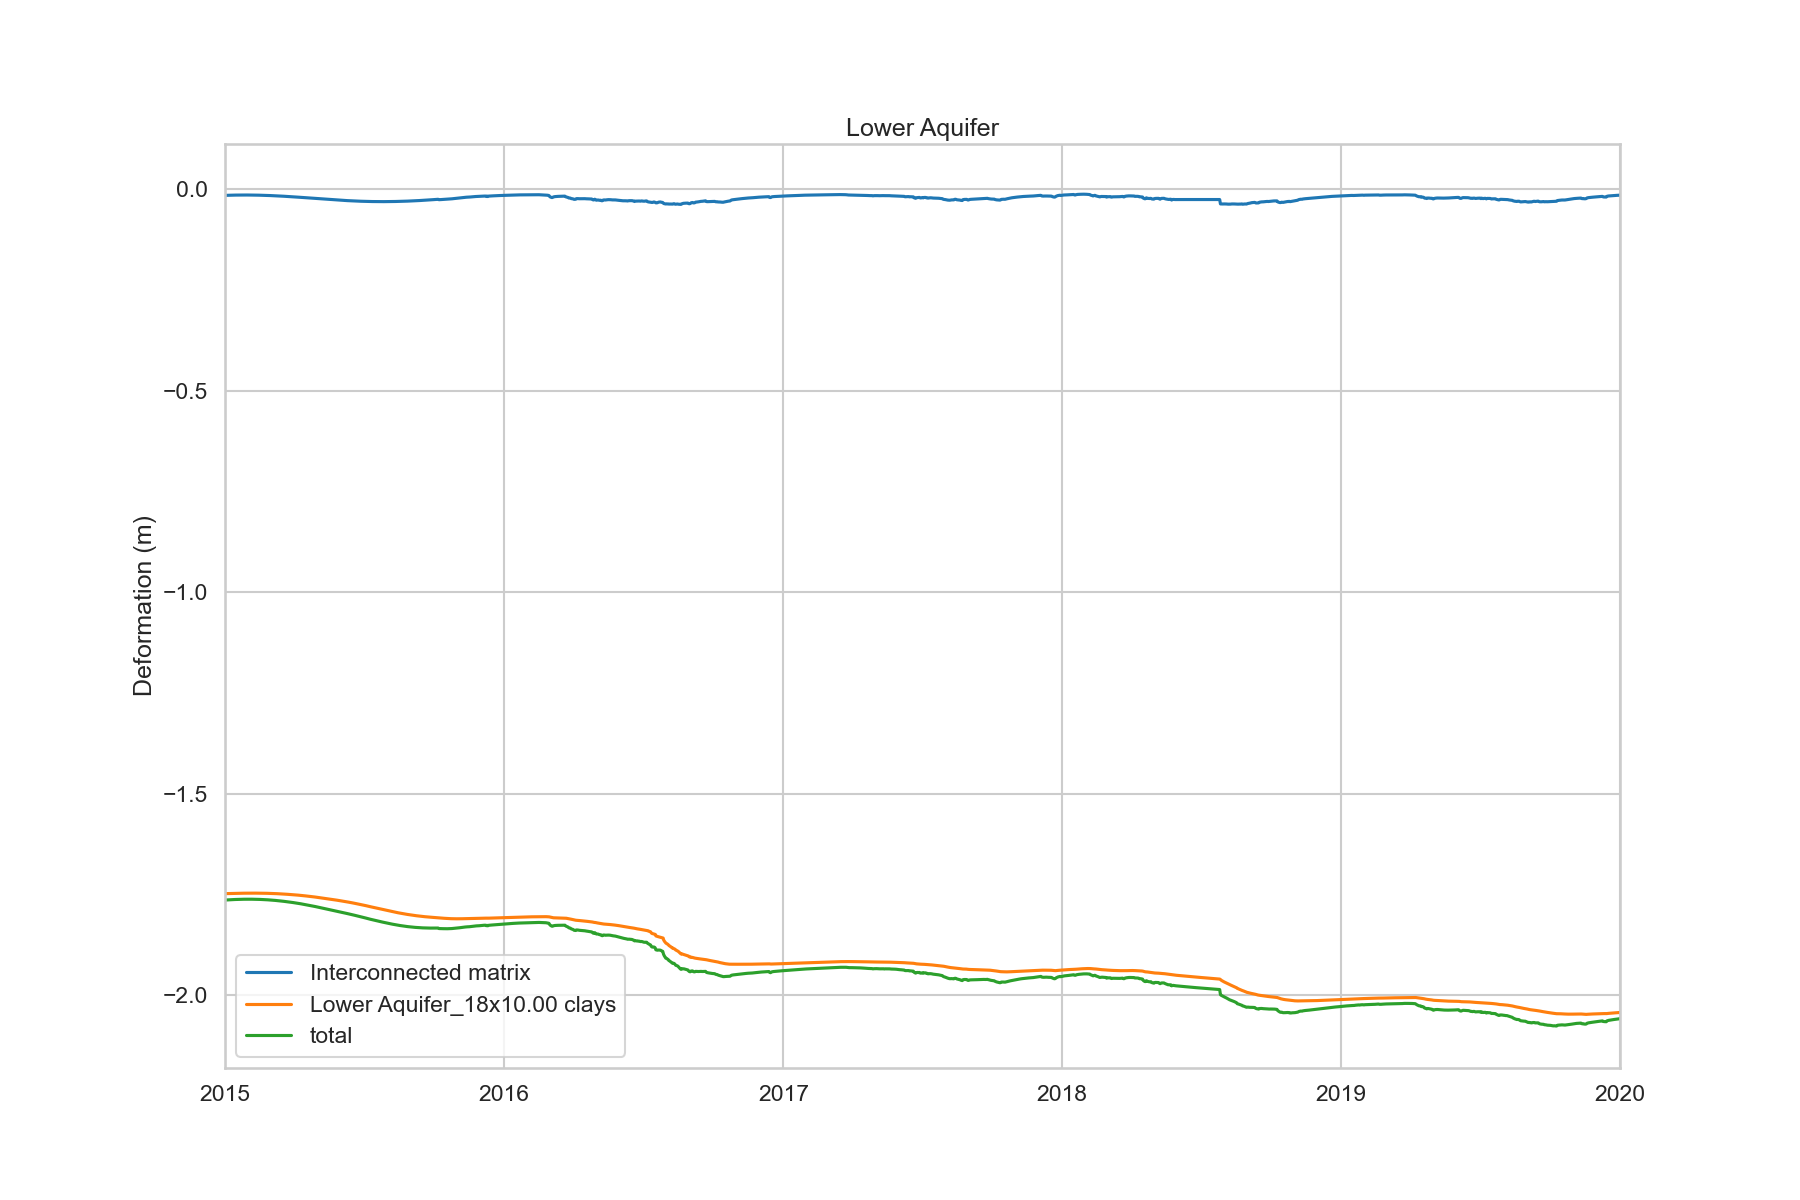 Lower Aquifer
0.0
−0.5
−1.0
−1.5
−2.0
Deformation (m)
Interconnected matrix
Lower Aquifer_18x10.00 clays
total
2015
2016
2017
2018
2019
2020